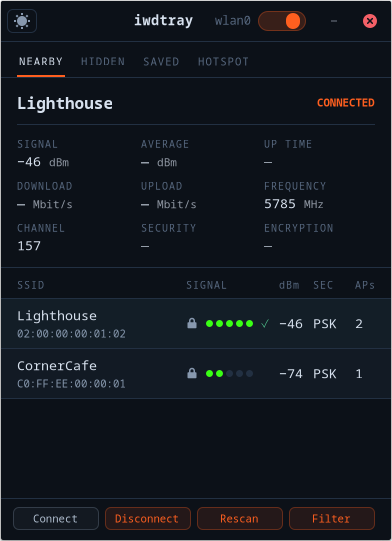 iwdtray wlan0 −
NEARBY HIDDEN SAVED HOTSPOT
Lighthouse CONNECTED
SIGNAL AVERAGE UP TIME
−46 dBm — dBm —
DOWNLOAD UPLOAD FREQUENCY
— Mbit/s — Mbit/s 5785 MHz
CHANNEL SECURITY ENCRYPTION
157 — —
SSID SIGNAL dBm SEC APs
Lighthouse
02:00:00:00:01:02
✓ −46 PSK 2
CornerCafe
C0:FF:EE:00:00:01
−74 PSK 1
Connect Disconnect Rescan Filter